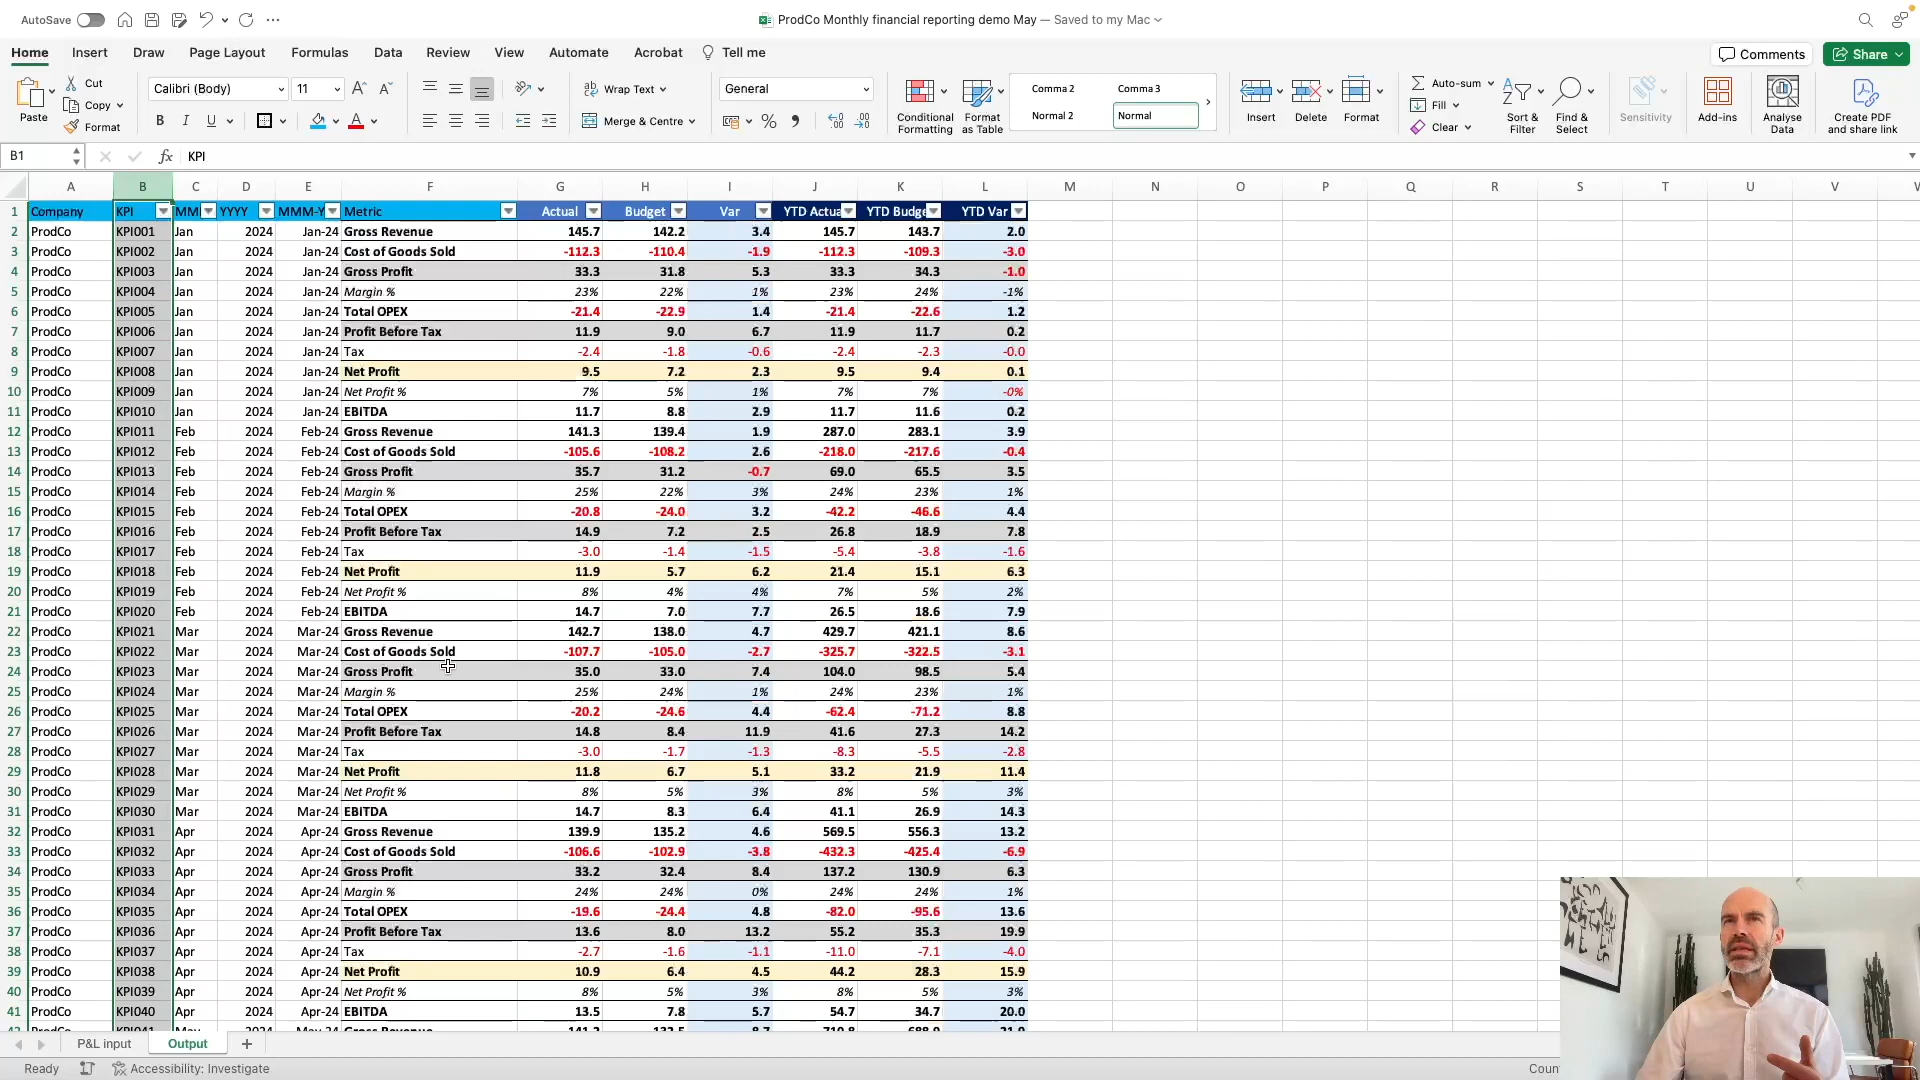 AutoSave
ProdCo Monthly financial reporting demo May — Saved to my Mac
Home Insert Draw Page Layout Formulas Data Review View Automate Acrobat Tell me
Comments Share
Paste Cut Copy Format
Calibri (Body) 11
B I U
Wrap Text
Merge & Centre
General
Conditional Formatting
Format as Table
Comma 2 Comma 3
Normal 2 Normal
Insert Delete Format
Auto-sum
Fill
Clear
Sort & Filter
Find & Select
Sensitivity
Add-ins
Analyse Data
Create PDF and share link
B1 fx KPI
A B C D E F G H I J K L M N O P Q R S T U V
1 Company KPI YYYY Metric Actual Budget Var YTD Var
2 ProdCo KPI001 Jan 2024 Jan-24 Gross Revenue 145.7 142.2 3.4 145.7 143.7 2.0
3 ProdCo KPI002 Jan 2024 Jan-24 Cost of Goods Sold -112.3 -110.4 -1.9 -112.3 -109.3 -3.0
4 ProdCo KPI003 Jan 2024 Jan-24 Gross Profit 33.3 31.8 5.3 33.3 34.3 -1.0
5 ProdCo KPI004 Jan 2024 Jan-24 Margin % 23% 22% 1% 23% 24% -1%
6 ProdCo KPI005 Jan 2024 Jan-24 Total OPEX -21.4 -22.9 1.4 -21.4 -22.6 1.2
7 ProdCo KPI006 Jan 2024 Jan-24 Profit Before Tax 11.9 9.0 6.7 11.9 11.7 0.2
8 ProdCo KPI007 Jan 2024 Jan-24 Tax -2.4 -1.8 -0.6 -2.4 -2.3 -0.0
9 ProdCo KPI008 Jan 2024 Jan-24 Net Profit 9.5 7.2 2.3 9.5 9.4 0.1
10 ProdCo KPI009 Jan 2024 Jan-24 Net Profit % 7% 5% 1% 7% 7% -0%
11 ProdCo KPI010 Jan 2024 Jan-24 EBITDA 11.7 8.8 2.9 11.7 11.6 0.2
12 ProdCo KPI011 Feb 2024 Feb-24 Gross Revenue 141.3 139.4 1.9 287.0 283.1 3.9
13 ProdCo KPI012 Feb 2024 Feb-24 Cost of Goods Sold -105.6 -108.2 2.6 -218.0 -217.6 -0.4
14 ProdCo KPI013 Feb 2024 Feb-24 Gross Profit 35.7 31.2 -0.7 69.0 65.5 3.5
15 ProdCo KPI014 Feb 2024 Feb-24 Margin % 25% 22% 3% 24% 23% 1%
16 ProdCo KPI015 Feb 2024 Feb-24 Total OPEX -20.8 -24.0 3.2 -42.2 -46.6 4.4
17 ProdCo KPI016 Feb 2024 Feb-24 Profit Before Tax 14.9 7.2 2.5 26.8 18.9 7.8
18 ProdCo KPI017 Feb 2024 Feb-24 Tax -3.0 -1.4 -1.5 -5.4 -3.8 -1.6
19 ProdCo KPI018 Feb 2024 Feb-24 Net Profit 11.9 5.7 6.2 21.4 15.1 6.3
20 ProdCo KPI019 Feb 2024 Feb-24 Net Profit % 8% 4% 4% 7% 5% 2%
21 ProdCo KPI020 Feb 2024 Feb-24 EBITDA 14.7 7.0 7.7 26.5 18.6 7.9
22 ProdCo KPI021 Mar 2024 Mar-24 Gross Revenue 142.7 138.0 4.7 429.7 421.1 8.6
23 ProdCo KPI022 Mar 2024 Mar-24 Cost of Goods Sold -107.7 -105.0 -2.7 -325.7 -322.5 -3.1
24 ProdCo KPI023 Mar 2024 Mar-24 Gross Profit 35.0 33.0 7.4 104.0 98.5 5.4
25 ProdCo KPI024 Mar 2024 Mar-24 Margin % 25% 24% 1% 24% 23% 1%
26 ProdCo KPI025 Mar 2024 Mar-24 Total OPEX -20.2 -24.6 4.4 -62.4 -71.2 8.8
27 ProdCo KPI026 Mar 2024 Mar-24 Profit Before Tax 14.8 8.4 11.9 41.6 27.3 14.2
28 ProdCo KPI027 Mar 2024 Mar-24 Tax -3.0 -1.7 -1.3 -8.3 -5.5 -2.8
29 ProdCo KPI028 Mar 2024 Mar-24 Net Profit 11.8 6.7 5.1 33.2 21.9 11.4
30 ProdCo KPI029 Mar 2024 Mar-24 Net Profit % 8% 5% 3% 8% 5% 3%
31 ProdCo KPI030 Mar 2024 Mar-24 EBITDA 14.7 8.3 6.4 41.1 26.9 14.3
32 ProdCo KPI031 Apr 2024 Apr-24 Gross Revenue 139.9 135.2 4.6 569.5 556.3 13.2
33 ProdCo KPI032 Apr 2024 Apr-24 Cost of Goods Sold -106.6 -102.9 -3.8 -432.3 -425.4 -6.9
34 ProdCo KPI033 Apr 2024 Apr-24 Gross Profit 33.2 32.4 8.4 137.2 130.9 6.3
35 ProdCo KPI034 Apr 2024 Apr-24 Margin % 24% 24% 0% 24% 24% 1%
36 ProdCo KPI035 Apr 2024 Apr-24 Total OPEX -19.6 -24.4 4.8 -82.0 -95.6 13.6
37 ProdCo KPI036 Apr 2024 Apr-24 Profit Before Tax 13.6 8.0 13.2 55.2 35.3 19.9
38 ProdCo KPI037 Apr 2024 Apr-24 Tax -2.7 -1.6 -1.1 -11.0 -7.1 -4.0
39 ProdCo KPI038 Apr 2024 Apr-24 Net Profit 10.9 6.4 4.5 44.2 28.3 15.9
40 ProdCo KPI039 Apr 2024 Apr-24 Net Profit % 8% 5% 3% 8% 5% 3%
41 ProdCo KPI040 Apr 2024 Apr-24 EBITDA 13.5 7.8 5.7 54.7 34.7 20.0
P&L input Output
Ready Accessibility: Investigate